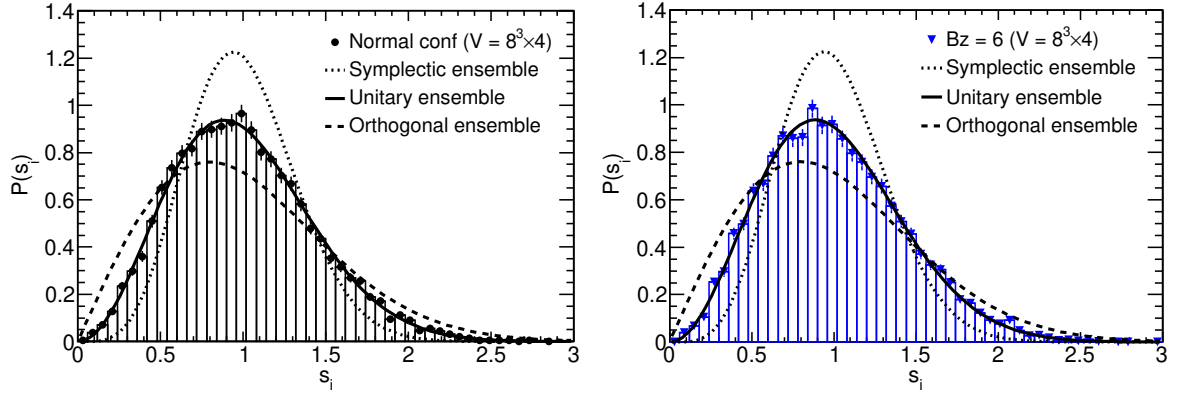 1.4
1.2
1
0.8
0.6
0.4
0.2
0
P(s_i)
Normal conf (V = 8³×4)
Symplectic ensemble
Unitary ensemble
Orthogonal ensemble
0 0.5 1 1.5 2 2.5 3
s_i
1.4
1.2
1
0.8
0.6
0.4
0.2
0
P(s_i)
Bz = 6 (V = 8³×4)
Symplectic ensemble
Unitary ensemble
Orthogonal ensemble
0 0.5 1 1.5 2 2.5 3
s_i